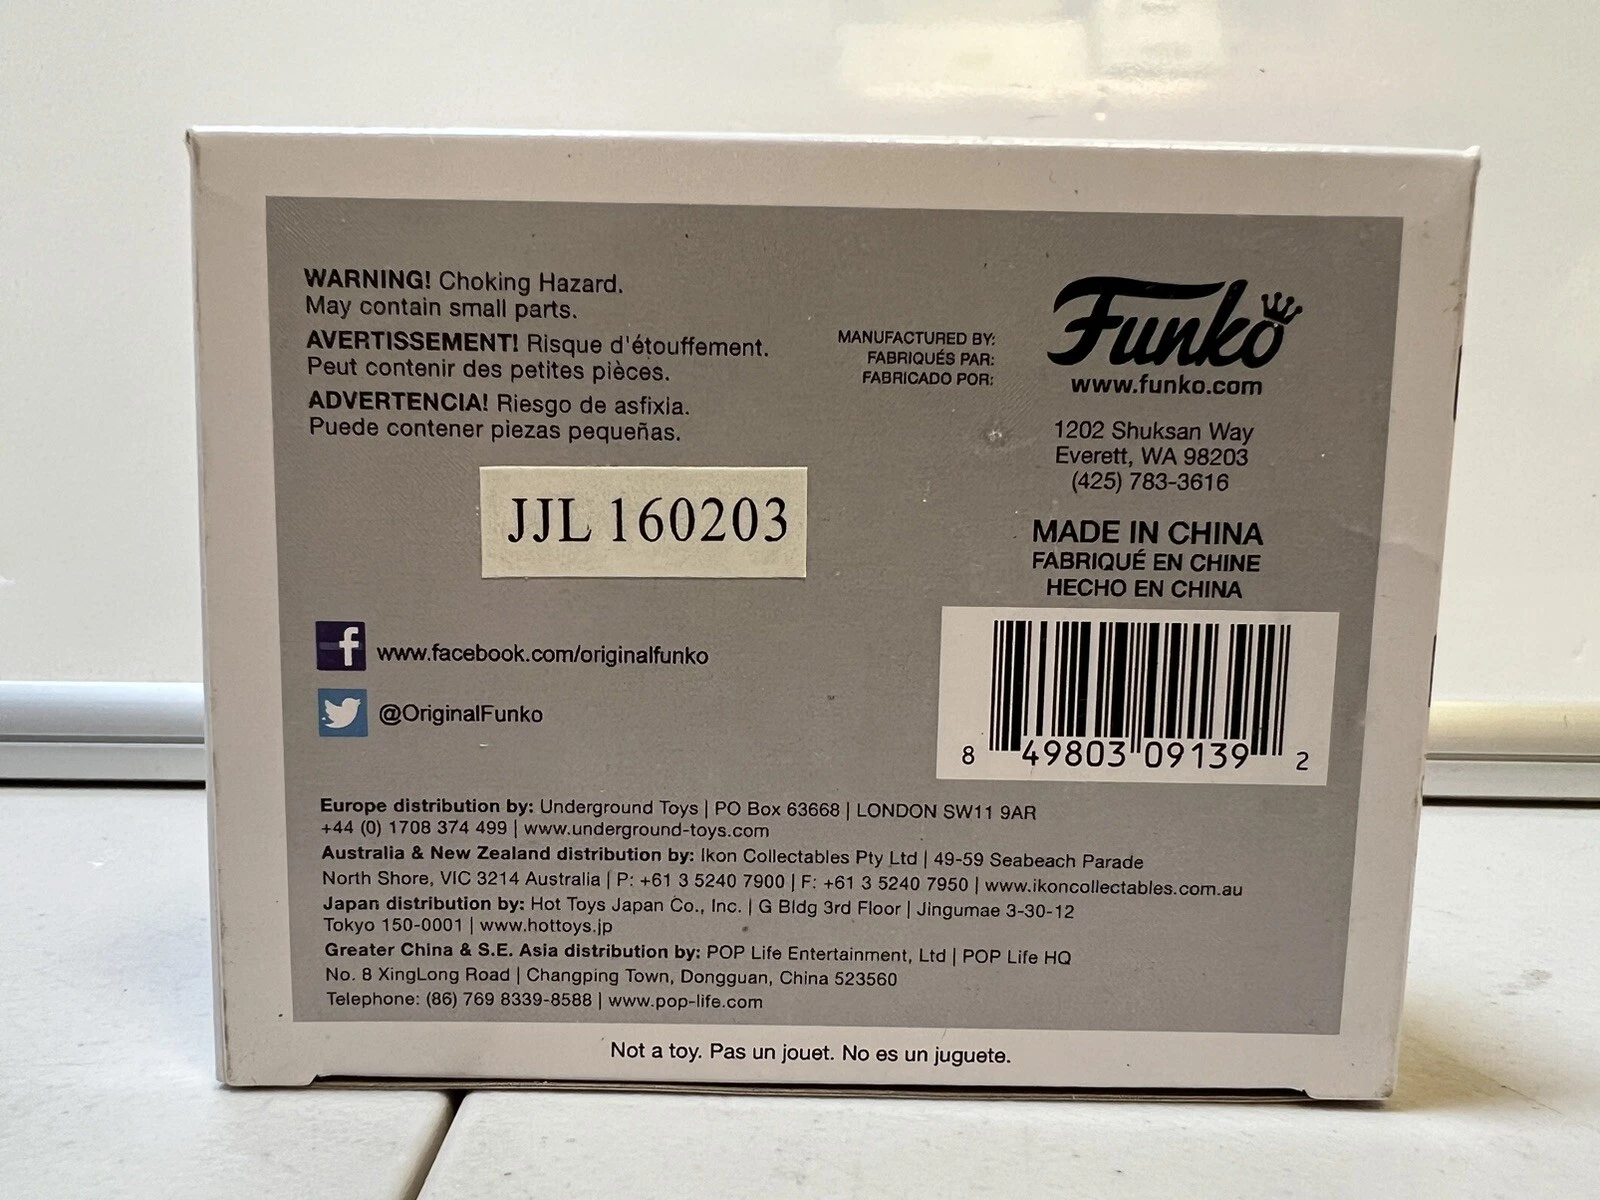 WARNING! Choking Hazard.
May contain small parts.
AVERTISSEMENT! Risque d'étouffement.
Peut contenir des petites pièces.
ADVERTENCIA! Riesgo de asfixia.
Puede contener piezas pequeñas.
JJL 160203
MANUFACTURED BY:
FABRIQUÉS PAR:
FABRICADO POR:
Funko
www.funko.com
1202 Shuksan Way
Everett, WA 98203
(425) 783-3616
MADE IN CHINA
FABRIQUÉ EN CHINE
HECHO EN CHINA
f www.facebook.com/originalfunko
@OriginalFunko
8 49803 09139 2
Europe distribution by: Underground Toys | PO Box 63668 | LONDON SW11 9AR
+44 (0) 1708 374 499 | www.underground-toys.com
Australia & New Zealand distribution by: Ikon Collectables Pty Ltd | 49-59 Seabeach Parade
North Shore, VIC 3214 Australia | P: +61 3 5240 7900 | F: +61 3 5240 7950 | www.ikoncollectables.com.au
Japan distribution by: Hot Toys Japan Co., Inc. | G Bldg 3rd Floor | Jingumae 3-30-12
Tokyo 150-0001 | www.hottoys.jp
Greater China & S.E. Asia distribution by: POP Life Entertainment, Ltd | POP Life HQ
No. 8 XingLong Road | Changping Town, Dongguan, China 523560
Telephone: (86) 769 8339-8588 | www.pop-life.com
Not a toy. Pas un jouet. No es un juguete.